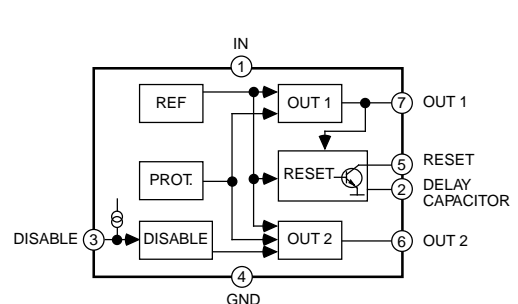 IN
1
REF
OUT 1
7 OUT 1
RESET
5 RESET
PROT.
2 DELAY
CAPACITOR
DISABLE 3
DISABLE
OUT 2
6 OUT 2
4
GND